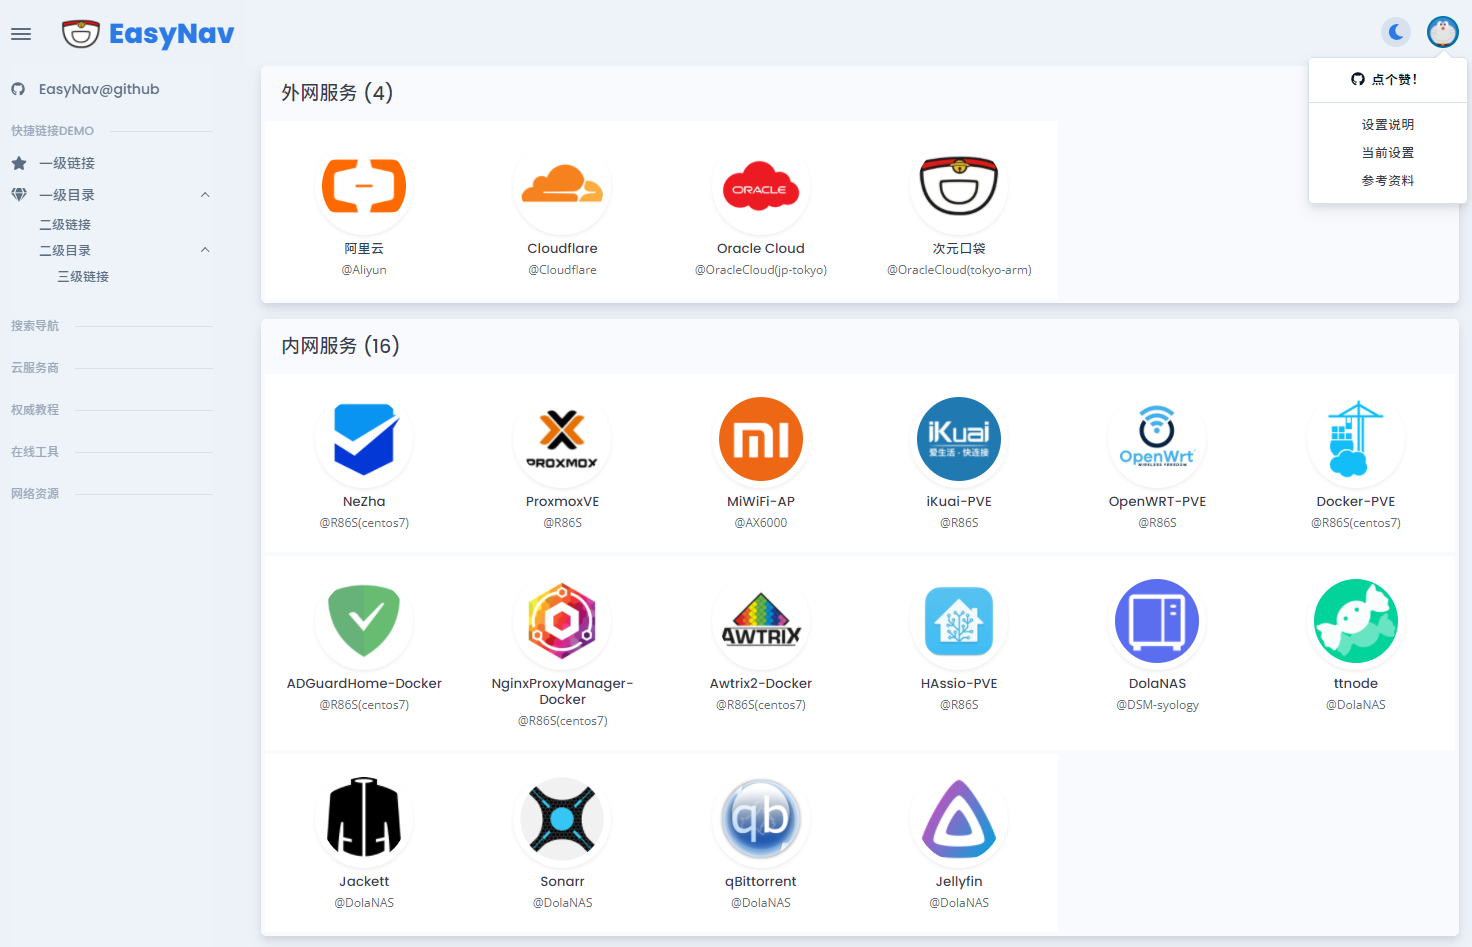 EasyNav
点个赞!
设置说明
当前设置
参考资料
EasyNav@github
快捷链接DEMO
一级链接
一级目录
二级链接
二级目录
三级链接
搜索导航
云服务商
权威教程
在线工具
网络资源
外网服务 (4)
阿里云
@Aliyun
Cloudflare
@Cloudflare
ORACLE
Oracle Cloud
@OracleCloud(jp-tokyo)
次元口袋
@OracleCloud(tokyo-arm)
内网服务 (16)
NeZha
@R86S(centos7)
PROXMOX
ProxmoxVE
@R86S
MI
MiWiFi-AP
@AX6000
iKuai
爱生活·快连接
iKuai-PVE
@R86S
OpenWrt
WIRELESS FREEDOM
OpenWRT-PVE
@R86S
Docker-PVE
@R86S(centos7)
ADGuardHome-Docker
@R86S(centos7)
NginxProxyManager-
Docker
@R86S(centos7)
AWTRIX
Awtrix2-Docker
@R86S(centos7)
HAssio-PVE
@R86S
DolaNAS
@DSM-syology
ttnode
@DolaNAS
Jackett
@DolaNAS
Sonarr
@DolaNAS
qb
qBittorrent
@DolaNAS
Jellyfin
@DolaNAS